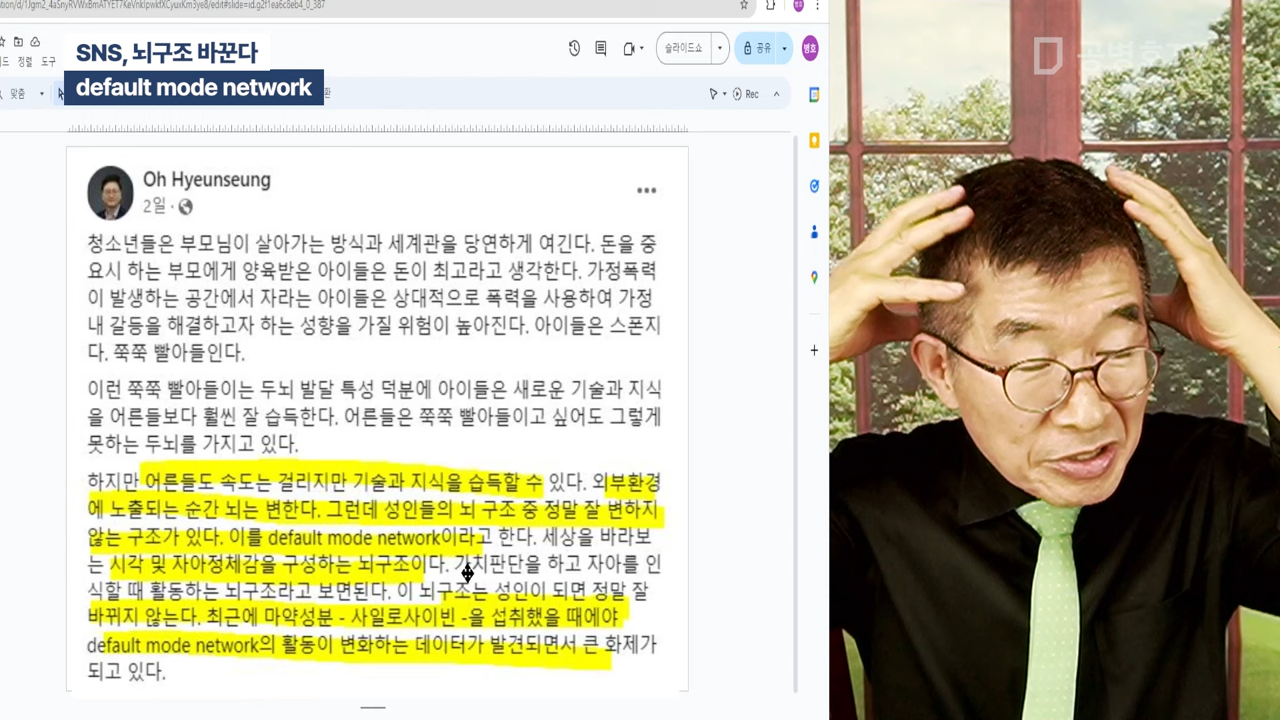 SNS, 뇌구조 바꾼다
default mode network
정렬 도구
슬라이드쇼
공유
병호
맞춤
Rec
Oh Hyeunseung
2일 ·
청소년들은 부모님이 살아가는 방식과 세계관을 당연하게 여긴다. 돈을 중
요시 하는 부모에게 양육받은 아이들은 돈이 최고라고 생각한다. 가정폭력
이 발생하는 공간에서 자라는 아이들은 상대적으로 폭력을 사용하여 가정
내 갈등을 해결하고자 하는 성향을 가질 위험이 높아진다. 아이들은 스폰지
다. 쭉쭉 빨아들인다.
이런 쭉쭉 빨아들이는 두뇌 발달 특성 덕분에 아이들은 새로운 기술과 지식
을 어른들보다 훨씬 잘 습득한다. 어른들은 쭉쭉 빨아들이고 싶어도 그렇게
못하는 두뇌를 가지고 있다.
하지만 어른들도 속도는 걸리지만 기술과 지식을 습득할 수 있다. 외부환경
에 노출되는 순간 뇌는 변한다. 그런데 성인들의 뇌 구조 중 정말 잘 변하지
않는 구조가 있다. 이를 default mode network이라고 한다. 세상을 바라보
는 시각 및 자아정체감을 구성하는 뇌구조이다. 가치판단을 하고 자아를 인
식할 때 활동하는 뇌구조라고 보면된다. 이 뇌구조는 성인이 되면 정말 잘
바뀌지 않는다. 최근에 마약성분 - 사일로사이빈 -을 섭취했을 때에야
default mode network의 활동이 변화하는 데이터가 발견되면서 큰 화제가
되고 있다.